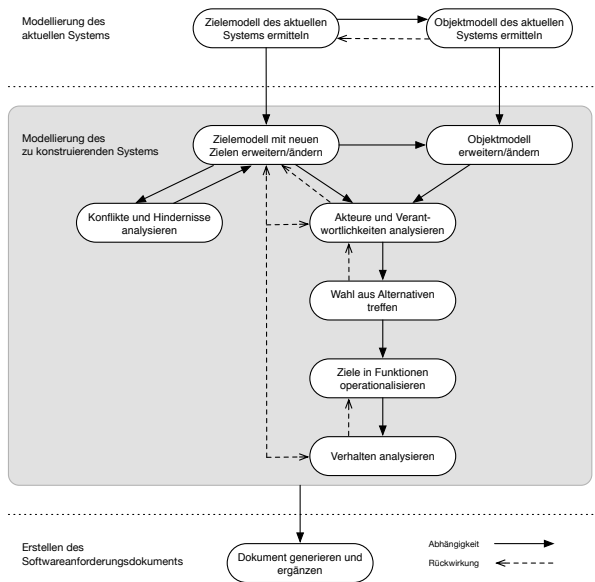 Modellierung des
aktuellen Systems
Zielemodell des aktuellen
Systems ermitteln
Objektmodell des aktuellen
Systems ermitteln
Modellierung des
zu konstruierenden Systems
Zielemodell mit neuen
Zielen erweitern/ändern
Objektmodell
erweitern/ändern
Konflikte und Hindernisse
analysieren
Akteure und Verant-
wortlichkeiten analysieren
Wahl aus Alternativen
treffen
Ziele in Funktionen
operationalisieren
Verhalten analysieren
Erstellen des
Softwareanforderungsdokuments
Dokument generieren und
ergänzen
Abhängigkeit
Rückwirkung